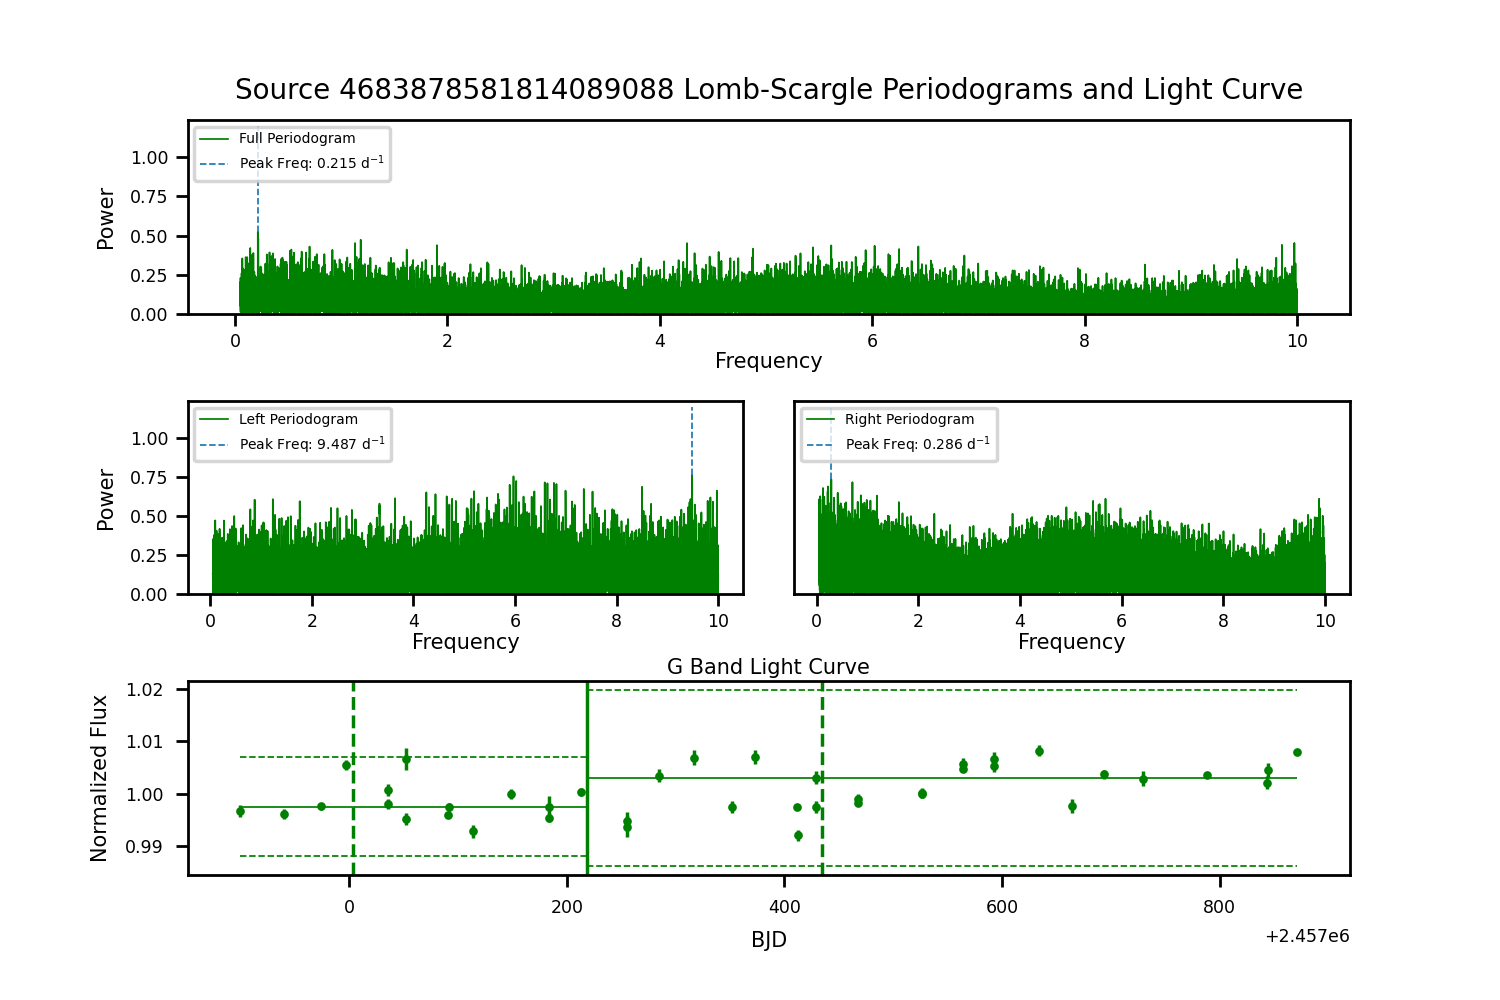 Source 4683878581814089088 Lomb-Scargle Periodograms and Light Curve
Full Periodogram
Peak Freq: 0.215 d⁻¹
Power
1.00
0.75
0.50
0.25
0.00
0 2 4 6 8 10
Frequency
Left Periodogram
Peak Freq: 9.487 d⁻¹
Power
1.00
0.75
0.50
0.25
0.00
0 2 4 6 8 10
Frequency
Right Periodogram
Peak Freq: 0.286 d⁻¹
0 2 4 6 8 10
Frequency
G Band Light Curve
Normalized Flux
1.02
1.01
1.00
0.99
0 200 400 600 800
BJD
+2.457e6